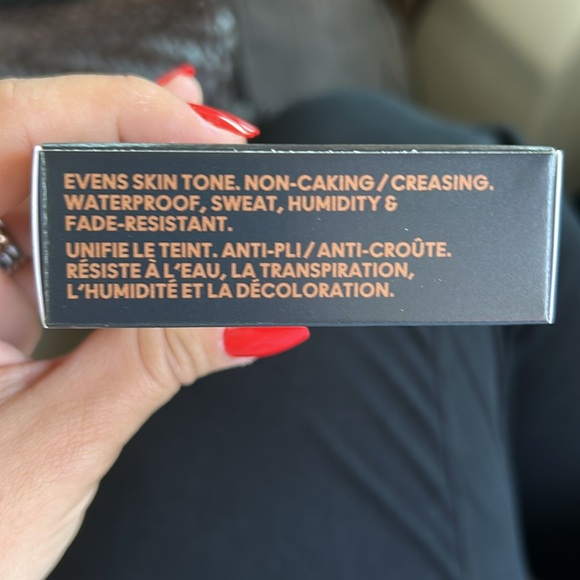 EVENS SKIN TONE. NON-CAKING/CREASING.
WATERPROOF, SWEAT, HUMIDITY &
FADE-RESISTANT.
UNIFIE LE TEINT. ANTI-PLI/ANTI-CROÛTE.
RÉSISTE À L‘EAU, LA TRANSPIRATION,
L‘HUMIDITÉ ET LA DÉCOLORATION.